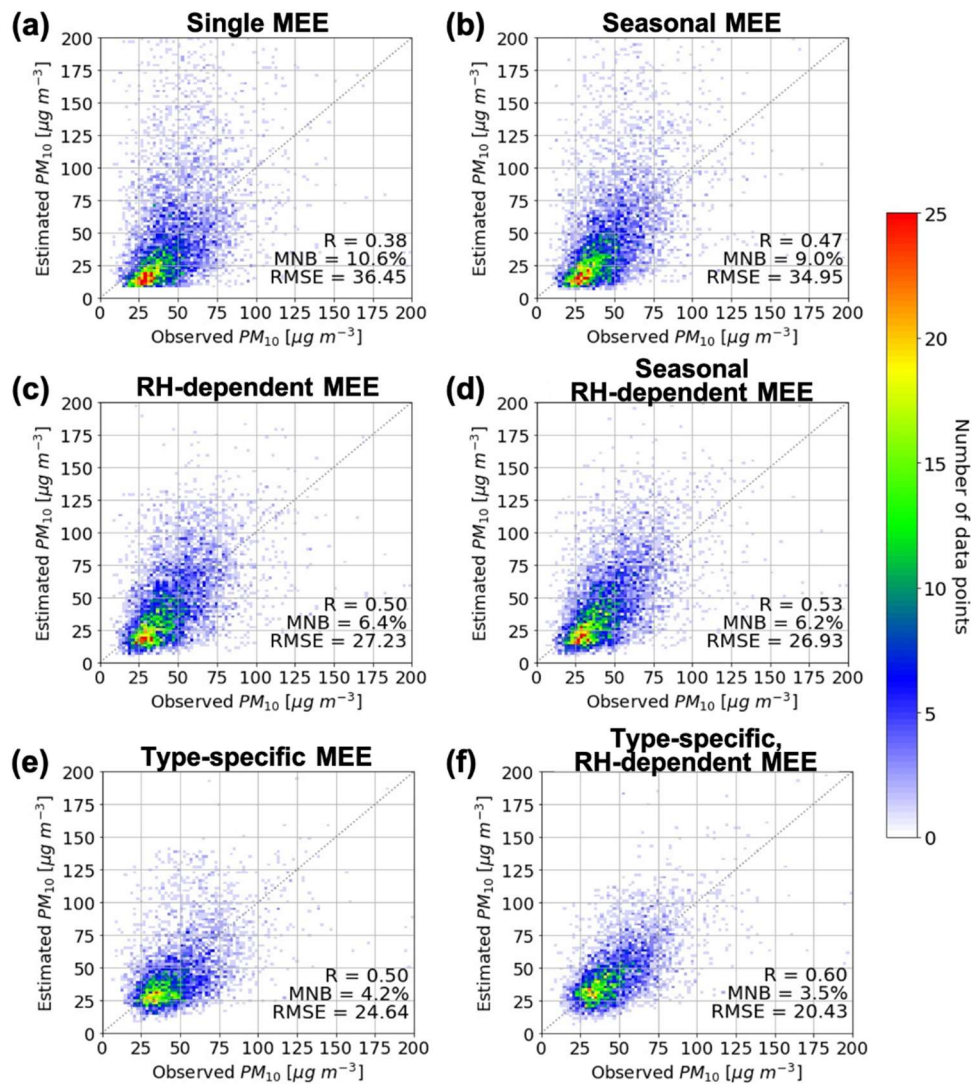 (a) Single MEE
200
175
150
125
100
75
50
25
0
Estimated PM₁₀ [μg m⁻³]
R = 0.38
MNB = 10.6%
RMSE = 36.45
0 25 50 75 100 125 150 175 200
Observed PM₁₀ [μg m⁻³]
(b) Seasonal MEE
200
175
150
125
100
75
50
25
0
Estimated PM₁₀ [μg m⁻³]
R = 0.47
MNB = 9.0%
RMSE = 34.95
0 25 50 75 100 125 150 175 200
Observed PM₁₀ [μg m⁻³]
(c) RH-dependent MEE
200
175
150
125
100
75
50
25
0
Estimated PM₁₀ [μg m⁻³]
R = 0.50
MNB = 6.4%
RMSE = 27.23
0 25 50 75 100 125 150 175 200
Observed PM₁₀ [μg m⁻³]
Seasonal
(d) RH-dependent MEE
200
175
150
125
100
75
50
25
0
Estimated PM₁₀ [μg m⁻³]
R = 0.53
MNB = 6.2%
RMSE = 26.93
0 25 50 75 100 125 150 175 200
Observed PM₁₀ [μg m⁻³]
(e) Type-specific MEE
200
175
150
125
100
75
50
25
0
Estimated PM₁₀ [μg m⁻³]
R = 0.50
MNB = 4.2%
RMSE = 24.64
0 25 50 75 100 125 150 175 200
Observed PM₁₀ [μg m⁻³]
Type-specific,
(f) RH-dependent MEE
200
175
150
125
100
75
50
25
0
Estimated PM₁₀ [μg m⁻³]
R = 0.60
MNB = 3.5%
RMSE = 20.43
0 25 50 75 100 125 150 175 200
Observed PM₁₀ [μg m⁻³]
25
20
15
10
5
0
Number of data points